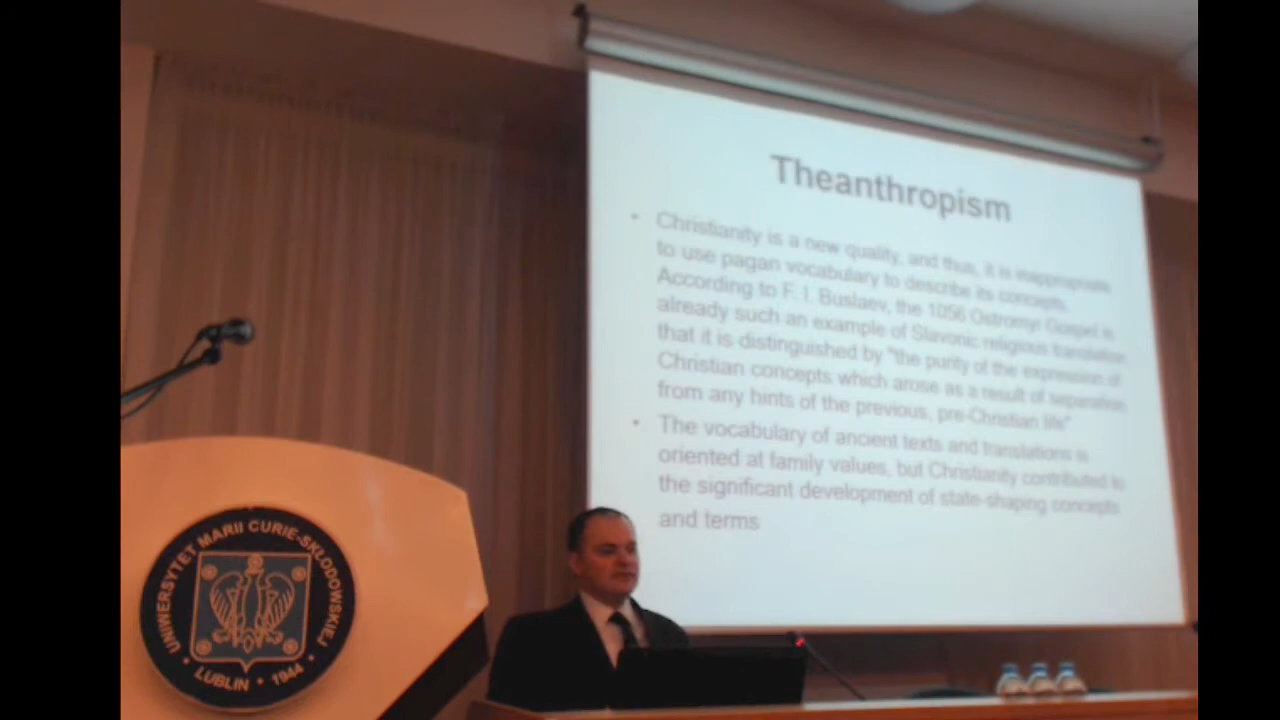 Theanthropism
• Christianity is a new quality, and thus, it is inappropriate
to use pagan vocabulary to describe its concepts.
According to F. I. Buslaev, the 1056 Ostromyr Gospel is
already such an example of Slavonic religious translation
that it is distinguished by "the purity of the expression of
Christian concepts which arose as a result of separation
from any hints of the previous, pre-Christian life"
• The vocabulary of ancient texts and translations is
oriented at family values, but Christianity contributed to
the significant development of state-shaping concepts
and terms
UNIWERSYTET MARII CURIE-SKŁODOWSKIEJ
• LUBLIN • 1944 •